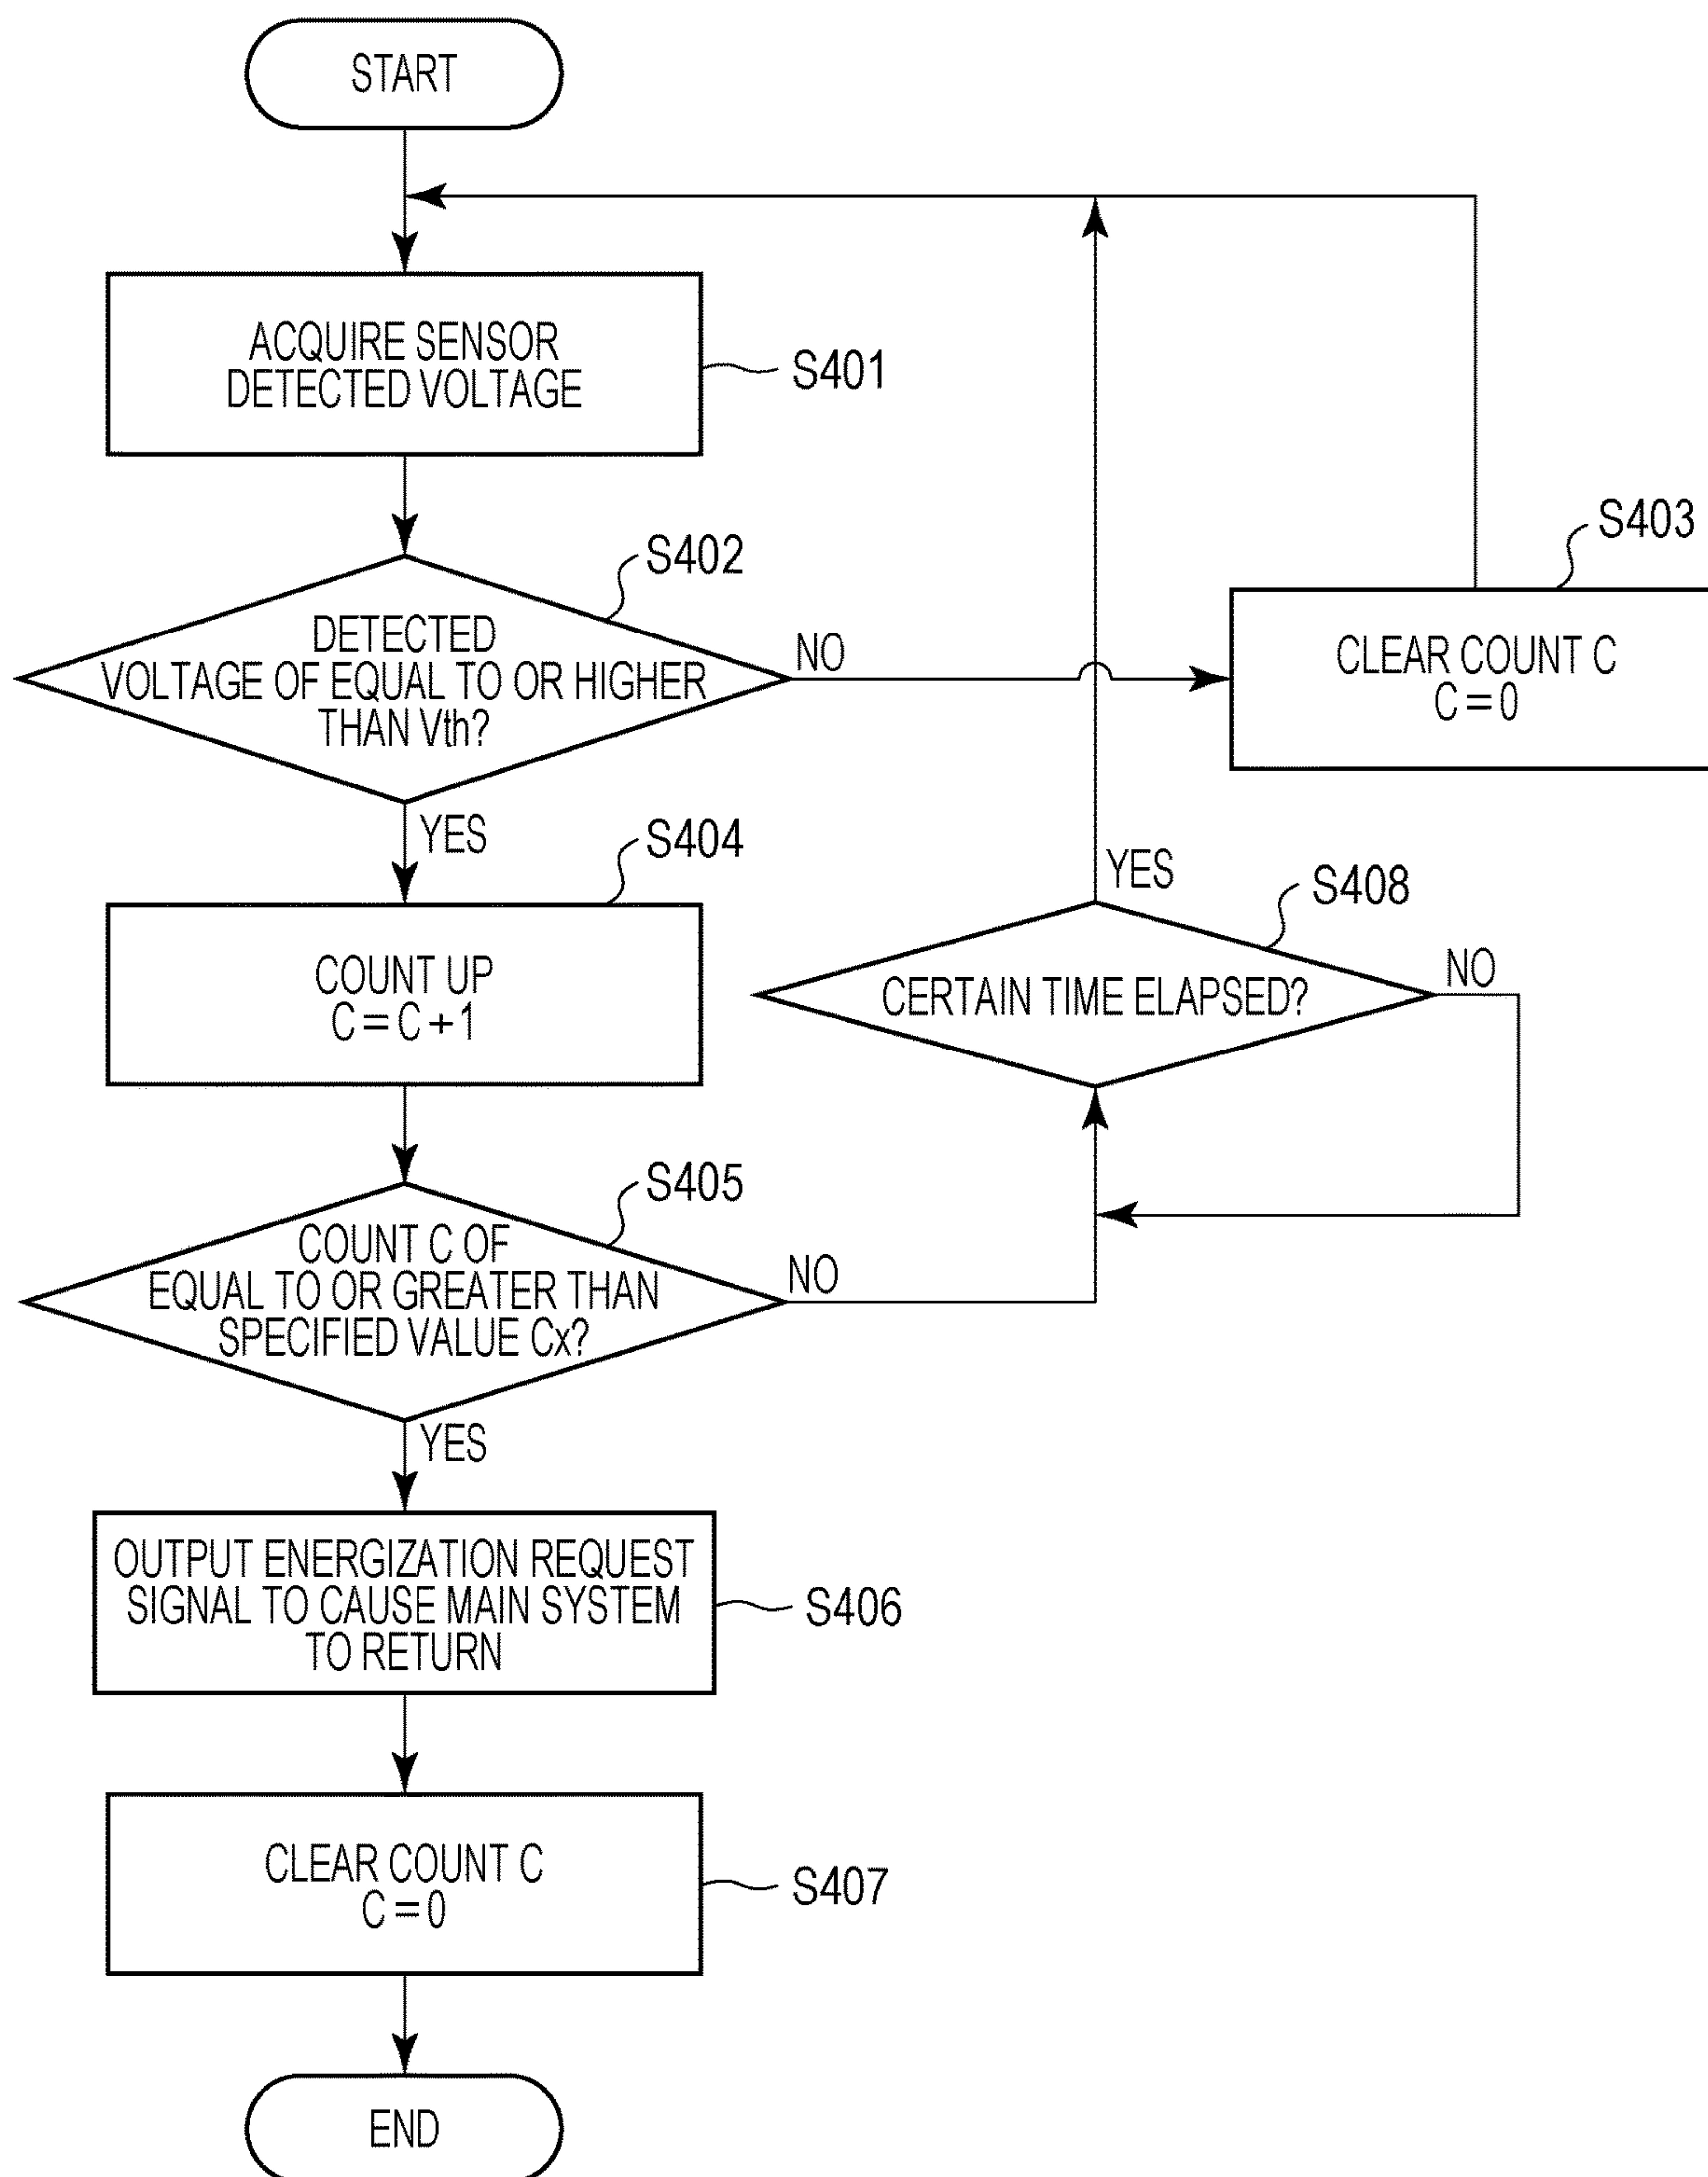 START
ACQUIRE SENSOR
DETECTED VOLTAGE
S401
S402
DETECTED
VOLTAGE OF EQUAL TO OR HIGHER
THAN Vth?
NO
S403
CLEAR COUNT C
C = 0
YES
S404
COUNT UP
C = C + 1
YES
S408
CERTAIN TIME ELAPSED?
NO
S405
COUNT C OF
EQUAL TO OR GREATER THAN
SPECIFIED VALUE Cx?
NO
YES
OUTPUT ENERGIZATION REQUEST
SIGNAL TO CAUSE MAIN SYSTEM
TO RETURN
S406
CLEAR COUNT C
C = 0
S407
END